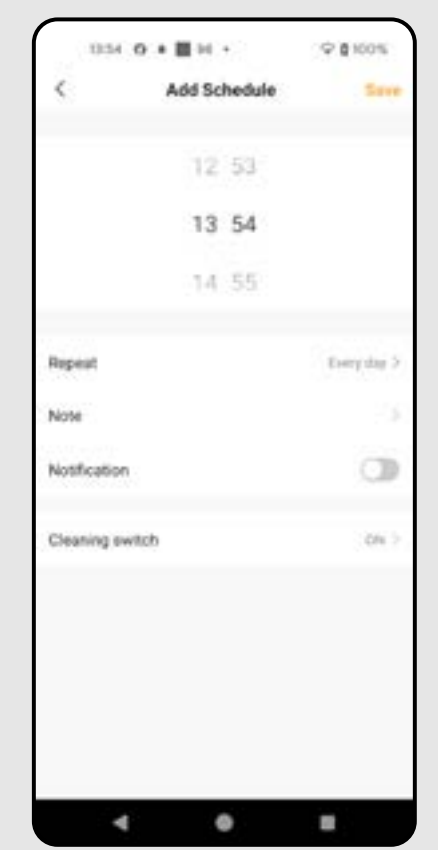 13:54 100%
Add Schedule Save
12 53
13 54
14 55
Repeat Every day
Note
Notification
Cleaning switch ON